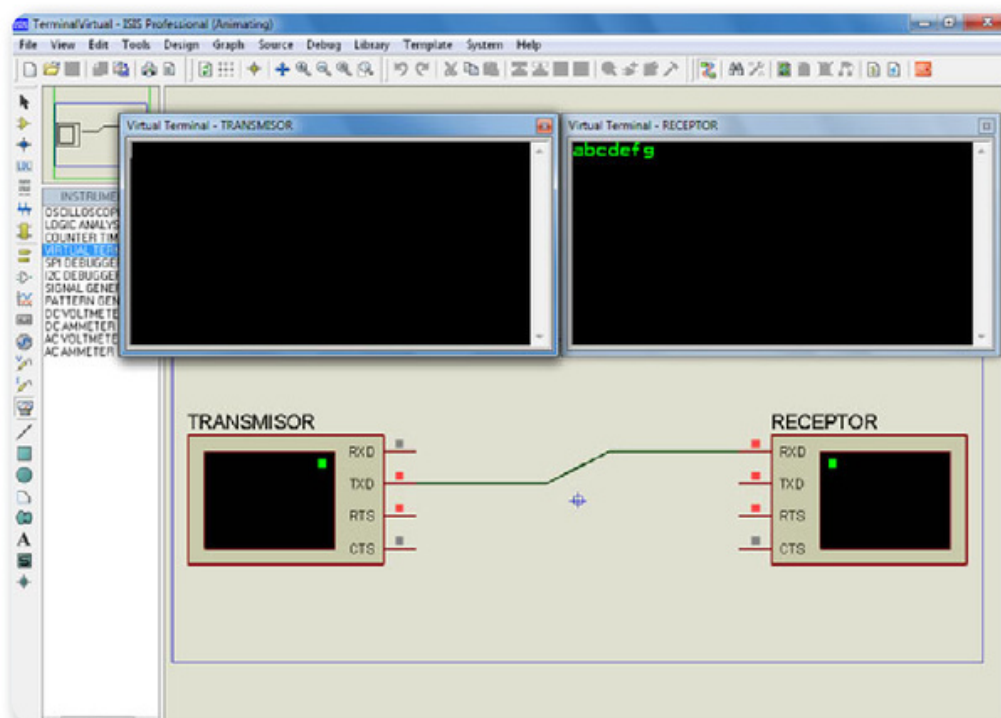 TerminalVirtual - ISIS Professional (Animating)
File View Edit Tools Design Graph Source Debug Library Template System Help
Virtual Terminal - TRANSMISOR
Virtual Terminal - RECEPTOR
abcdefg
INSTRUME
OSCILLOSCOP
LOGIC ANALYS
COUNTER TIM
VIRTUAL TER
SPI DEBUGGE
I2C DEBUGGE
SIGNAL GENE
PATTERN GEN
DC VOLTMETE
DC AMMETER
AC VOLTMETE
AC AMMETER
TRANSMISOR
RXD
TXD
RTS
CTS
RECEPTOR
RXD
TXD
RTS
CTS